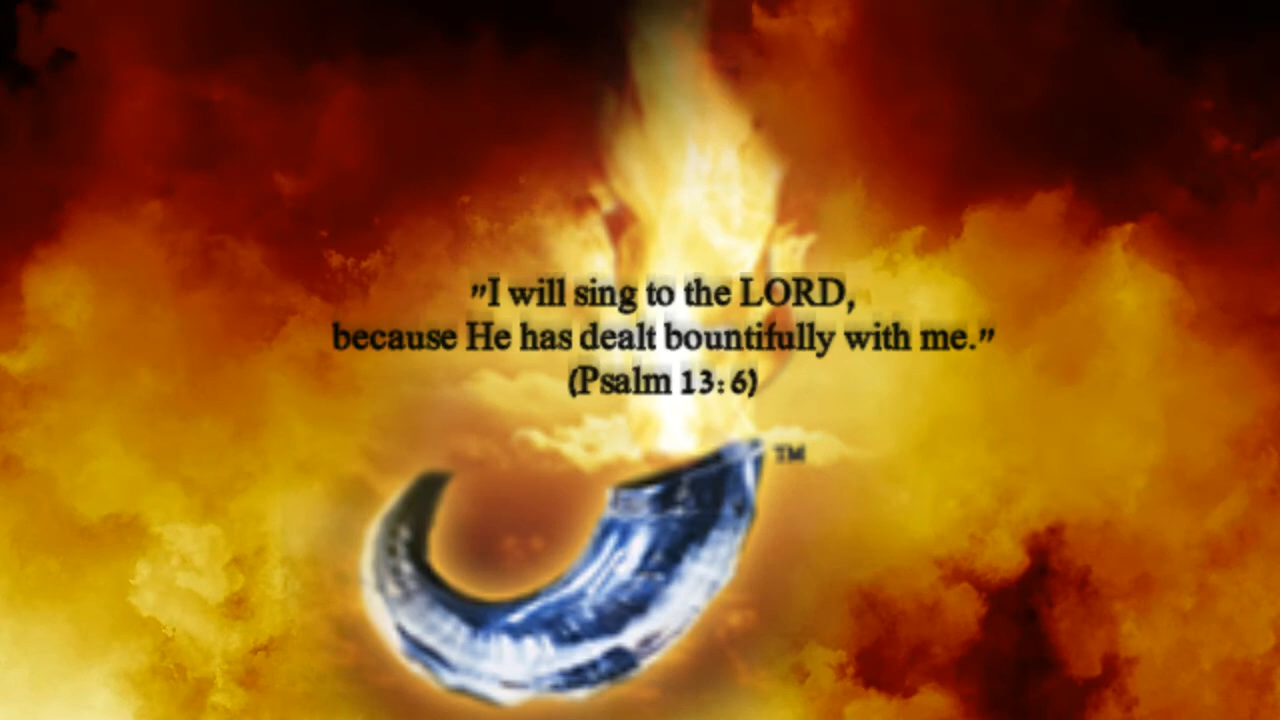 "I will sing to the LORD,
because He has dealt bountifully with me."
(Psalm 13:6)
TM